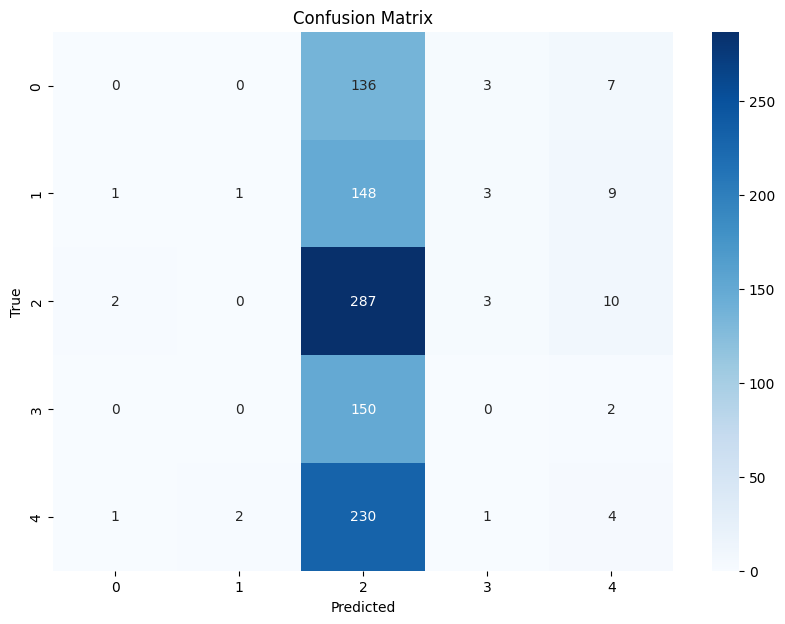 Confusion Matrix
0 0 0 136 3 7
1 1 1 148 3 9
2 2 0 287 3 10
3 0 0 150 0 2
4 1 2 230 1 4
0 1 2 3 4
True
Predicted
250
200
150
100
50
0